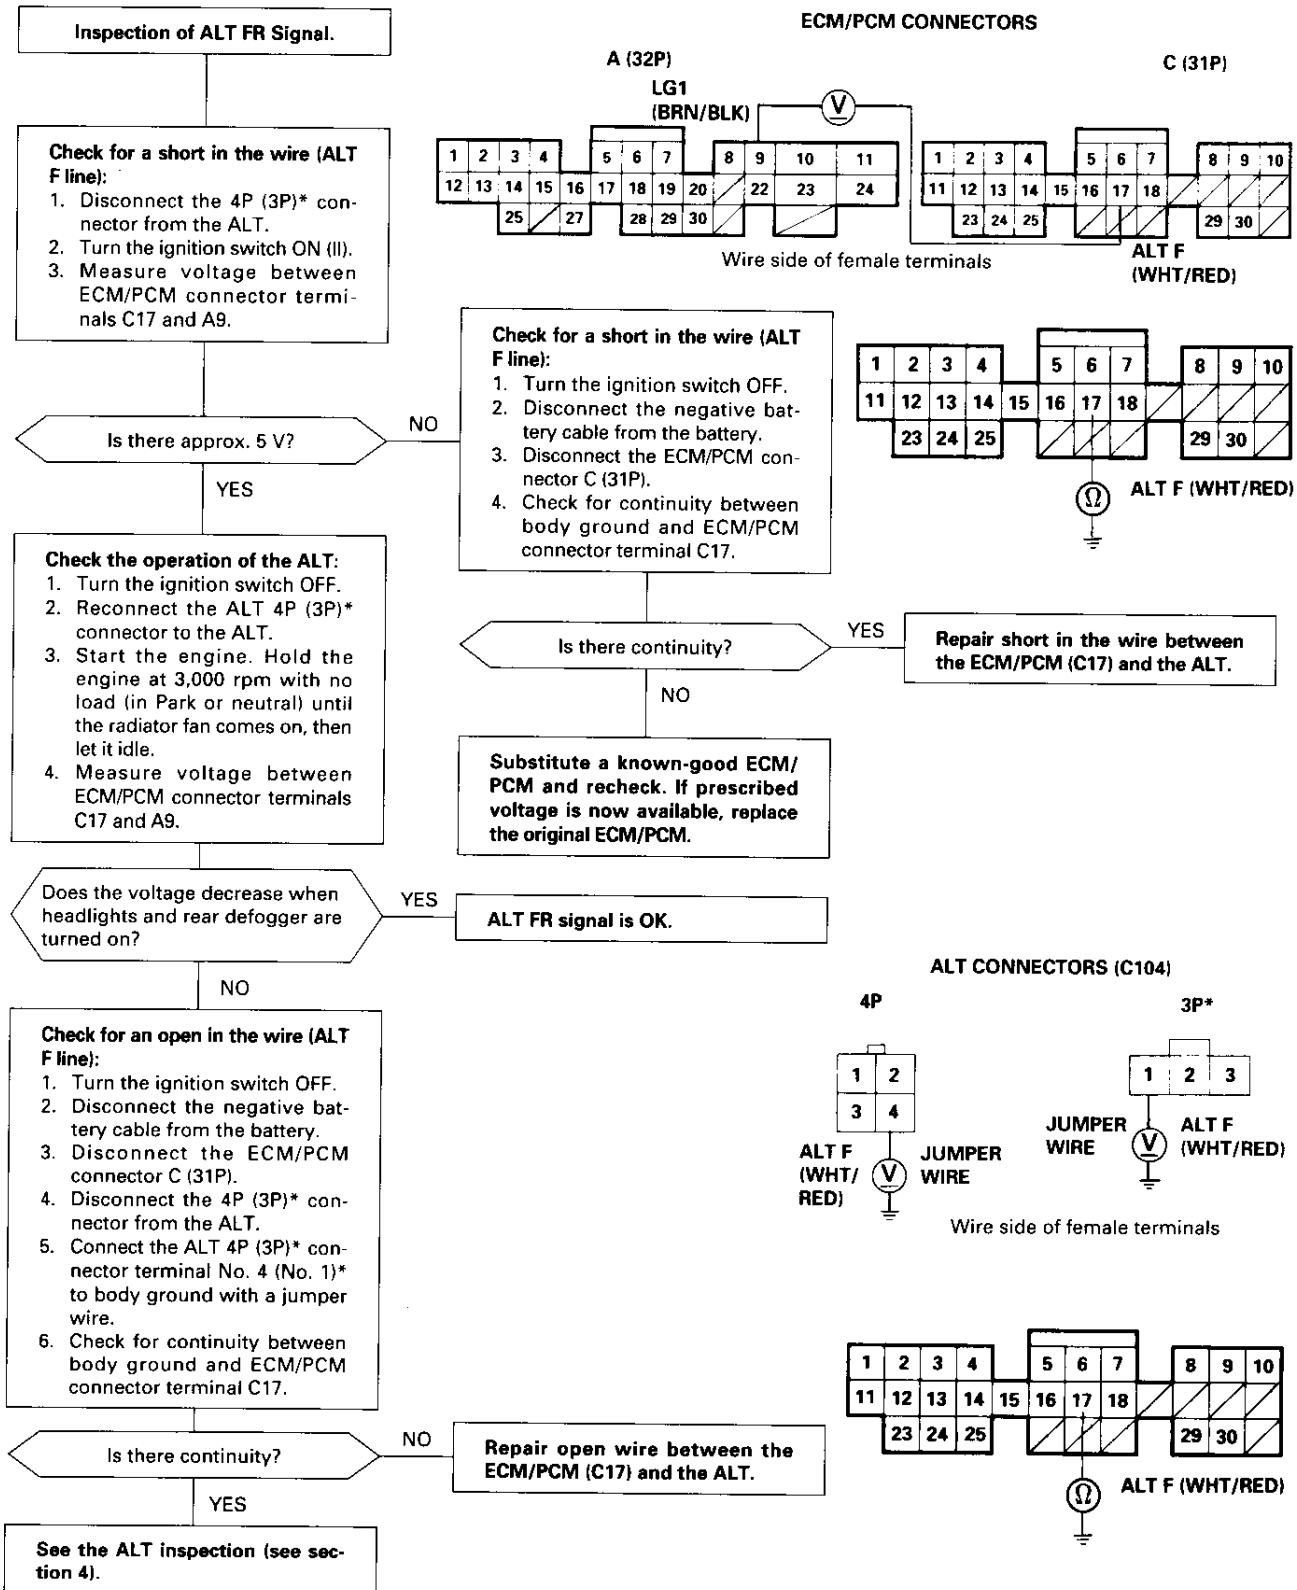 Inspection of ALT FR Signal.
Check for a short in the wire (ALT
F line):
1. Disconnect the 4P (3P)* con-
nector from the ALT.
2. Turn the ignition switch ON (II).
3. Measure voltage between
ECM/PCM connector termi-
nals C17 and A9.
Is there approx. 5 V?
NO
YES
Check the operation of the ALT:
1. Turn the ignition switch OFF.
2. Reconnect the ALT 4P (3P)*
connector to the ALT.
3. Start the engine. Hold the
engine at 3,000 rpm with no
load (in Park or neutral) until
the radiator fan comes on, then
let it idle.
4. Measure voltage between
ECM/PCM connector terminals
C17 and A9.
Does the voltage decrease when
headlights and rear defogger are
turned on?
YES
ALT FR signal is OK.
NO
Check for an open in the wire (ALT
F line):
1. Turn the ignition switch OFF.
2. Disconnect the negative bat-
tery cable from the battery.
3. Disconnect the ECM/PCM
connector C (31P).
4. Disconnect the 4P (3P)* con-
nector from the ALT.
5. Connect the ALT 4P (3P)* con-
nector terminal No. 4 (No. 1)*
to body ground with a jumper
wire.
6. Check for continuity between
body ground and ECM/PCM
connector terminal C17.
Is there continuity?
NO
Repair open wire between the
ECM/PCM (C17) and the ALT.
YES
See the ALT inspection (see sec-
tion 4).
Check for a short in the wire (ALT
F line):
1. Turn the ignition switch OFF.
2. Disconnect the negative bat-
tery cable from the battery.
3. Disconnect the ECM/PCM con-
nector C (31P).
4. Check for continuity between
body ground and ECM/PCM
connector terminal C17.
Is there continuity?
YES
Repair short in the wire between
the ECM/PCM (C17) and the ALT.
NO
Substitute a known-good ECM/
PCM and recheck. If prescribed
voltage is now available, replace
the original ECM/PCM.
ECM/PCM CONNECTORS
A (32P)
C (31P)
LG1
(BRN/BLK)
V
1 2 3 4 5 6 7 8 9 10 11
12 13 14 15 16 17 18 19 20 22 23 24
25 27 28 29 30
1 2 3 4 5 6 7 8 9 10
11 12 13 14 15 16 17 18
23 24 25 29 30
Wire side of female terminals
ALT F
(WHT/RED)
1 2 3 4 5 6 7 8 9 10
11 12 13 14 15 16 17 18
23 24 25 29 30
Ω
ALT F (WHT/RED)
ALT CONNECTORS (C104)
4P
3P*
1 2
3 4
1 2 3
ALT F
(WHT/
RED)
V
JUMPER
WIRE
JUMPER
WIRE
V
ALT F
(WHT/RED)
Wire side of female terminals
1 2 3 4 5 6 7 8 9 10
11 12 13 14 15 16 17 18
23 24 25 29 30
Ω
ALT F (WHT/RED)